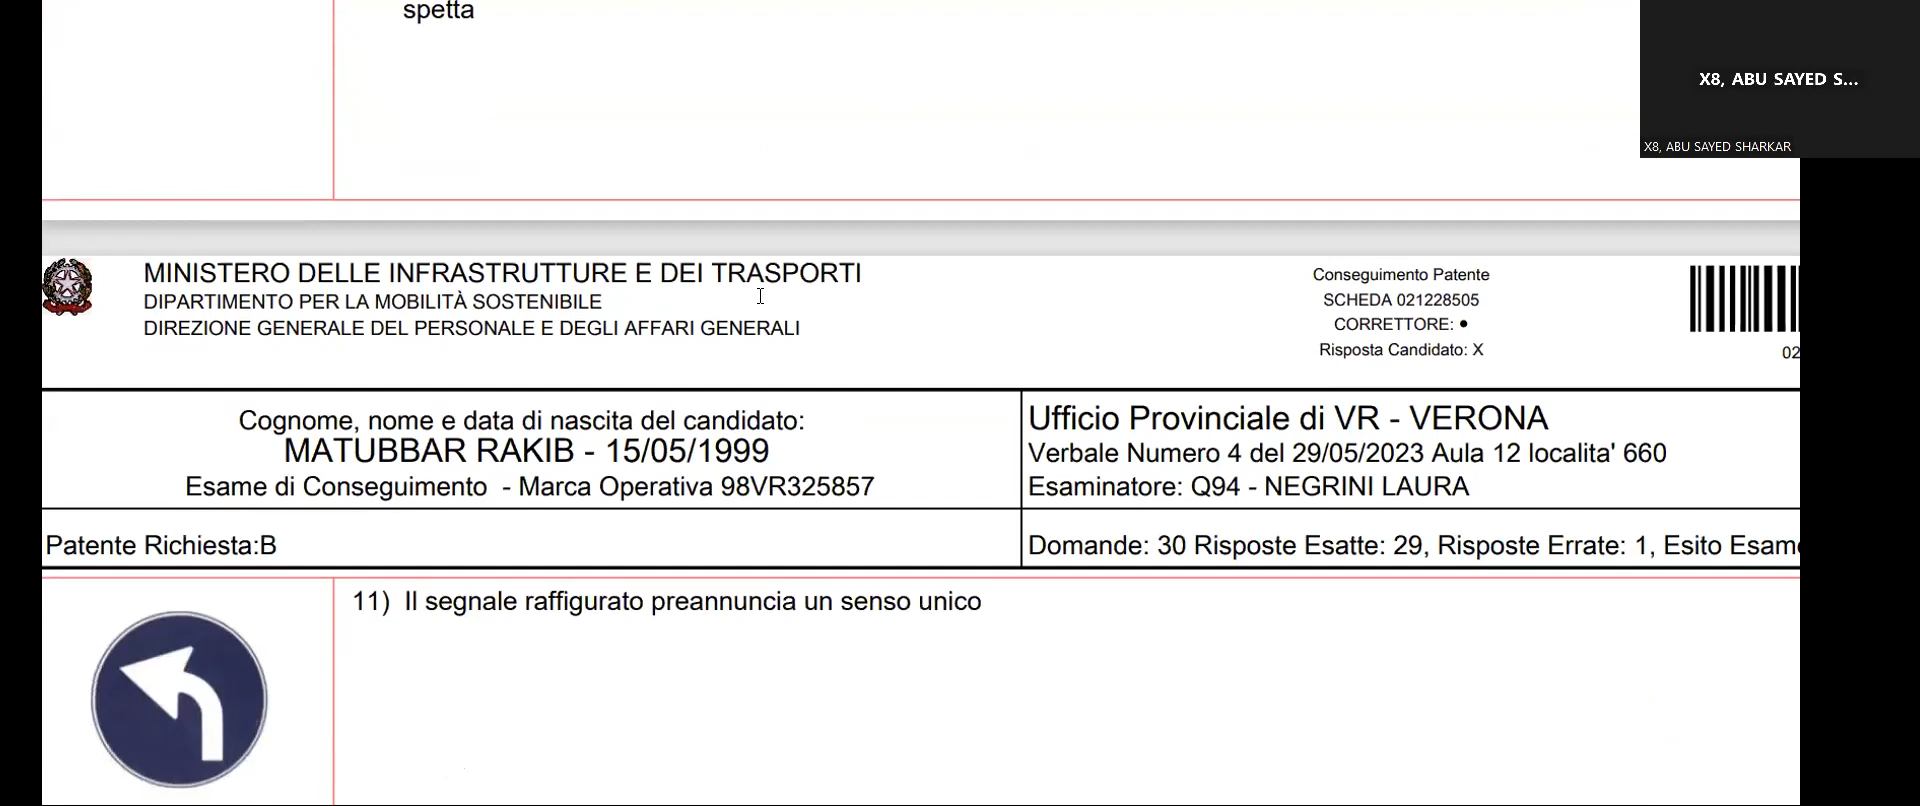 spetta
X8, ABU SAYED S...
X8, ABU SAYED SHARKAR
MINISTERO DELLE INFRASTRUTTURE E DEI TRASPORTI
DIPARTIMENTO PER LA MOBILITÀ SOSTENIBILE
DIREZIONE GENERALE DEL PERSONALE E DEGLI AFFARI GENERALI
Conseguimento Patente
SCHEDA 021228505
CORRETTORE: ●
Risposta Candidato: X
02
Cognome, nome e data di nascita del candidato:
MATUBBAR RAKIB - 15/05/1999
Esame di Conseguimento - Marca Operativa 98VR325857
Ufficio Provinciale di VR - VERONA
Verbale Numero 4 del 29/05/2023 Aula 12 localita' 660
Esaminatore: Q94 - NEGRINI LAURA
Patente Richiesta:B
Domande: 30 Risposte Esatte: 29, Risposte Errate: 1, Esito Esam
11) Il segnale raffigurato preannuncia un senso unico